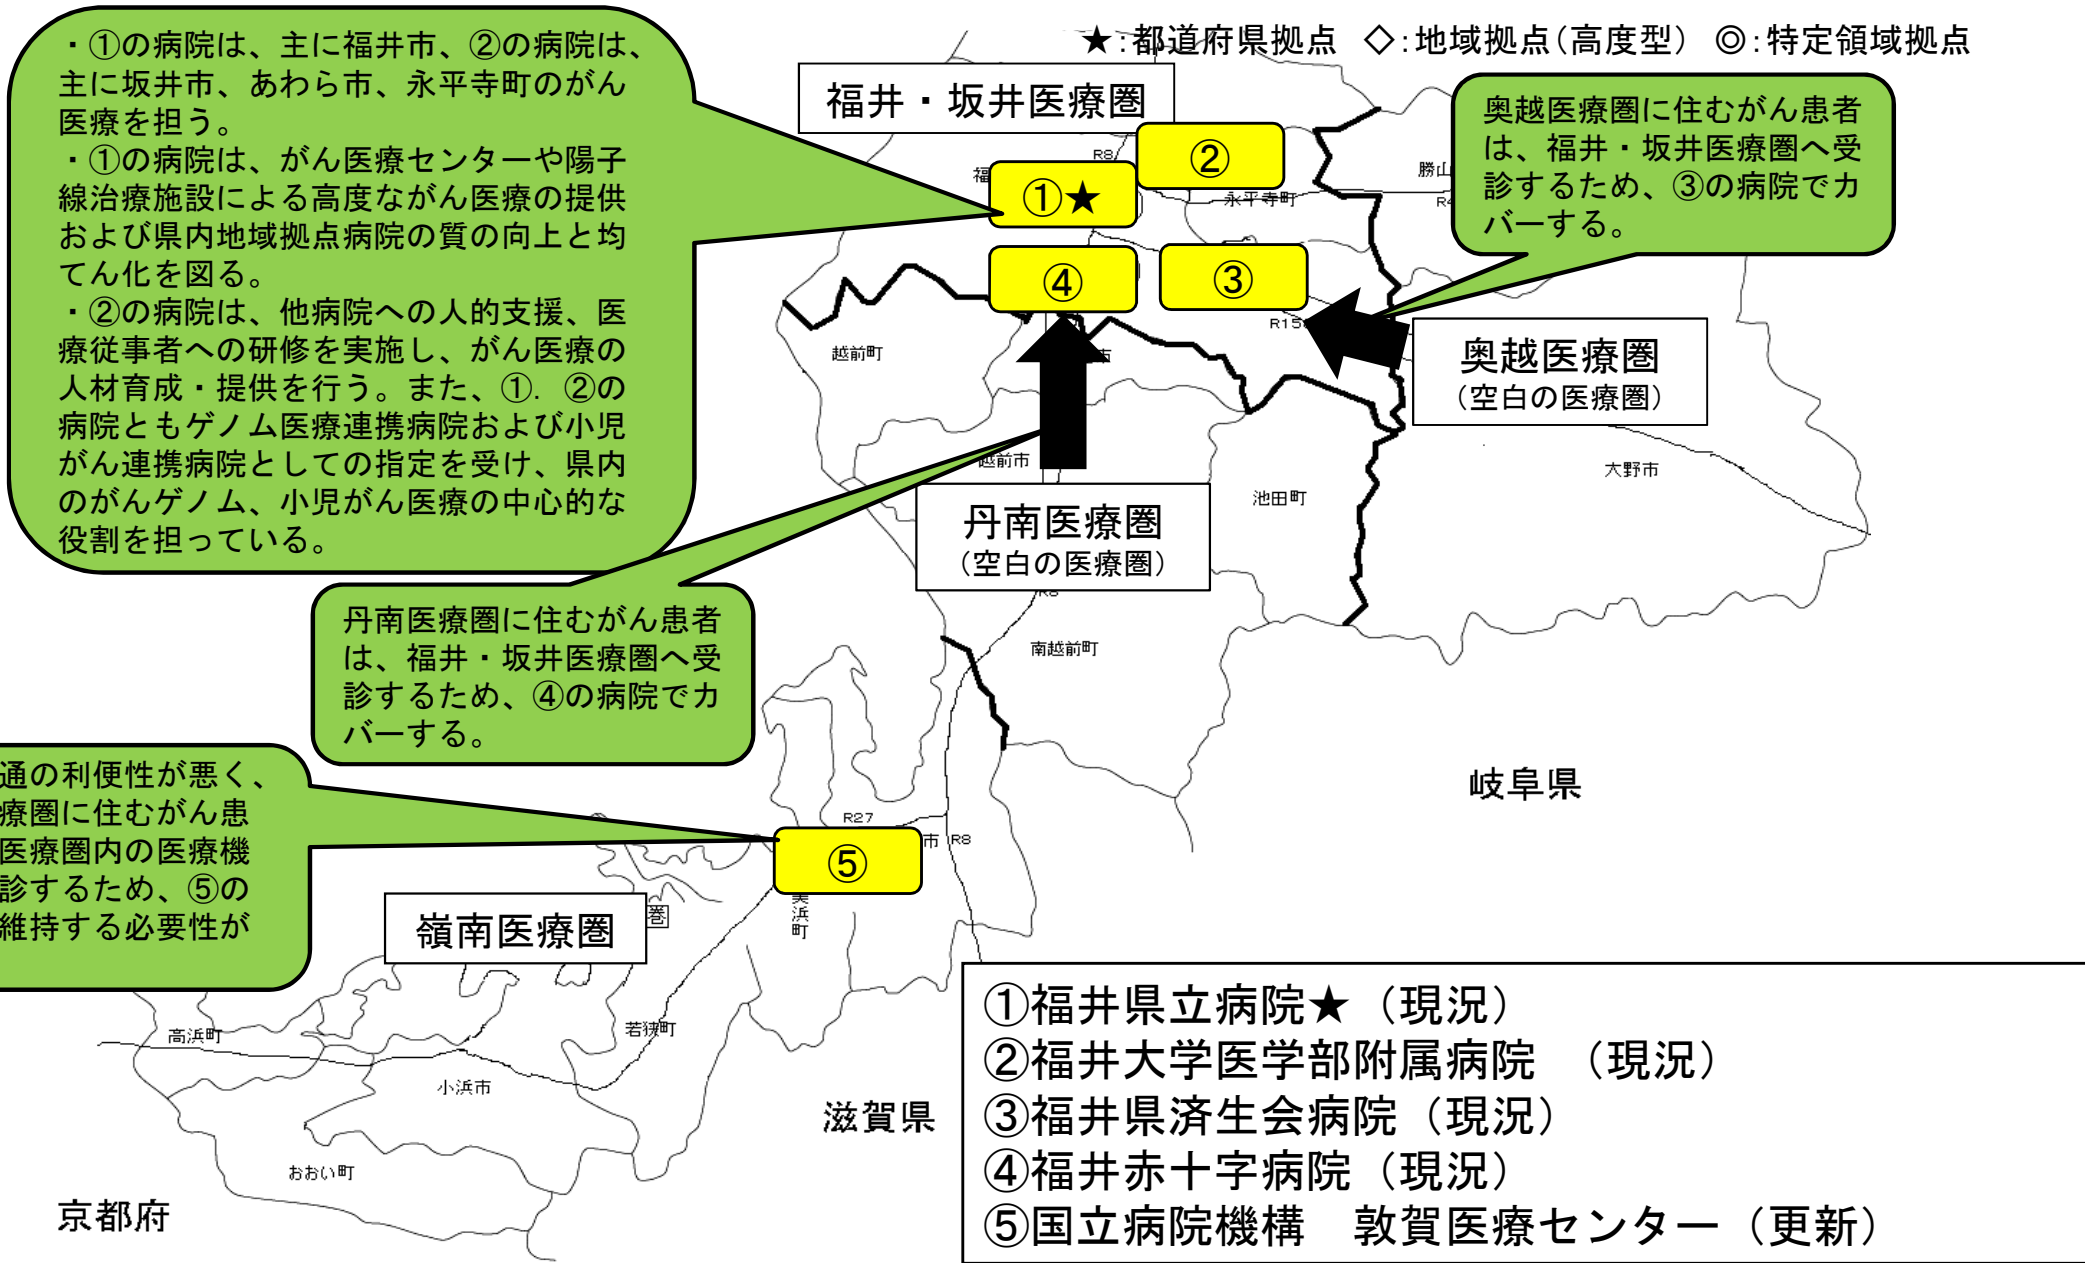 ★:都道府県拠点 ◇:地域拠点(高度型) ◎:特定領域拠点
・①の病院は、主に福井市、②の病院は、
主に坂井市、あわら市、永平寺町のがん
医療を担う。
・①の病院は、がん医療センターや陽子
線治療施設による高度ながん医療の提供
および県内地域拠点病院の質の向上と均
てん化を図る。
・②の病院は、他病院への人的支援、医
療従事者への研修を実施し、がん医療の
人材育成・提供を行う。また、①. ②の
病院ともゲノム医療連携病院および小児
がん連携病院としての指定を受け、県内
のがんゲノム、小児がん医療の中心的な
役割を担っている。
福井・坂井医療圏
奥越医療圏に住むがん患者
は、福井・坂井医療圏へ受
診するため、③の病院でカ
バーする。
R8
②
勝山
福
①★
永平寺町
④
③
R15
越前町
市
奥越医療圏
(空白の医療圏)
越前市
大野市
池田町
丹南医療圏
(空白の医療圏)
R8
丹南医療圏に住むがん患者
は、福井・坂井医療圏へ受
診するため、④の病院でカ
バーする。
南越前町
通の利便性が悪く、
療圏に住むがん患
医療圏内の医療機
診するため、⑤の
維持する必要性が
岐阜県
R27
市 R8
⑤
美浜町
嶺南医療圏
巻
若狭町
高浜町
小浜市
おおい町
滋賀県
京都府
①福井県立病院★(現況)
②福井大学医学部附属病院 (現況)
③福井県済生会病院(現況)
④福井赤十字病院(現況)
⑤国立病院機構 敦賀医療センター(更新)